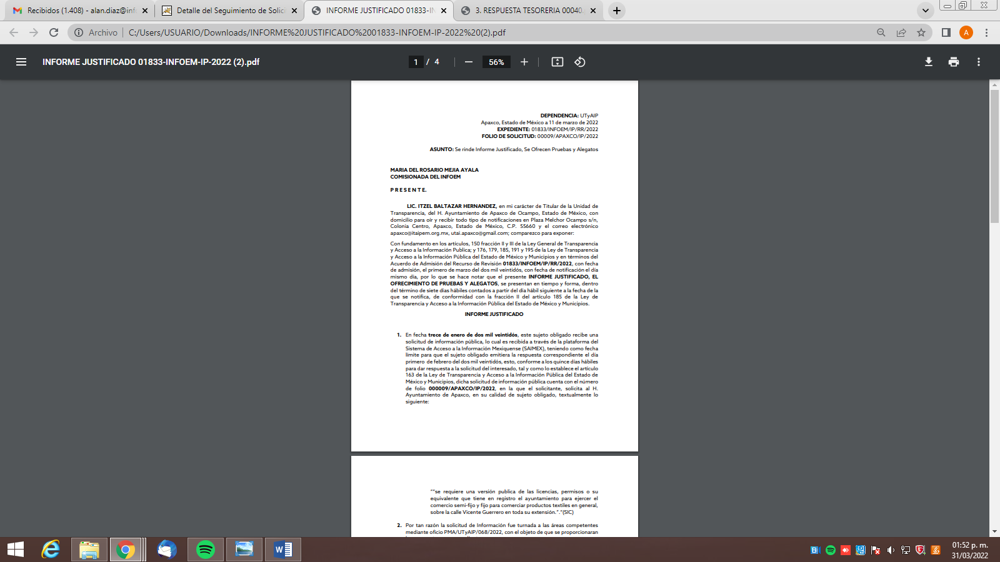 Recibidos (1.408) - alan.diaz@inf
Detalle del Seguimiento de Solic
INFORME JUSTIFICADO 01833-IN
3. RESPUESTA TESORERIA 00040
Archivo
C:/Users/USUARIO/Downloads/INFORME%20JUSTIFICADO%2001833-INFOEM-IP-2022%20(2).pdf
A
INFORME JUSTIFICADO 01833-INFOEM-IP-2022 (2).pdf
1 / 4
56%
DEPENDENCIA: UTyAIP
Apaxco, Estado de México a 11 de marzo de 2022
EXPEDIENTE: 01833/INFOEM/IP/RR/2022
FOLIO DE SOLICITUD: 00009/APAXCO/IP/2022
ASUNTO: Se rinde Informe Justificado, Se Ofrecen Pruebas y Alegatos
MARIA DEL ROSARIO MEJIA AYALA
COMISIONADA DEL INFOEM
P R E S E N T E.
LIC. ITZEL BALTAZAR HERNANDEZ, en mi carácter de Titular de la Unidad de
Transparencia, del H. Ayuntamiento de Apaxco de Ocampo, Estado de México, con
domicilio para oír y recibir todo tipo de notificaciones en Plaza Melchor Ocampo s/n,
Colonia Centro, Apaxco, Estado de México, C.P. 55660 y el correo electrónico
apaxco@itaipem.org.mx, utai.apaxco@gmail.com; comparezco para exponer:
Con fundamento en los artículos, 150 fracción II y III de la Ley General de Transparencia
y Acceso a la Información Publica; y 176, 179, 185, 191 y 195 de la Ley de Transparencia
y Acceso a la Información Pública del Estado de México y Municipios y en términos del
Acuerdo de Admisión del Recurso de Revisión 01833/INFOEM/IP/RR/2022, con fecha
de admisión, el primero de marzo del dos mil veintidós, con fecha de notificación el día
mismo día, por lo que se hace notar que el presente INFORME JUSTIFICADO, EL
OFRECIMIENTO DE PRUEBAS Y ALEGATOS, se presentan en tiempo y forma, dentro
del término de siete días hábiles contados a partir del día hábil siguiente a la fecha de la
que se notifica, de conformidad con la fracción II del artículo 185 de la Ley de
Transparencia y Acceso a la Información Pública del Estado de México y Municipios.
INFORME JUSTIFICADO
1. En fecha trece de enero de dos mil veintidós, este sujeto obligado recibe una
solicitud de información pública, lo cual es recibida a través de la plataforma del
Sistema de Acceso a la Información Mexiquense (SAIMEX), teniendo como fecha
límite para que el sujeto obligado emitiera la respuesta correspondiente el día
primero de febrero del dos mil veintidós, esto, conforme a los quince días hábiles
para dar respuesta a la solicitud del interesado, tal y como lo establece el artículo
163 de la Ley de Transparencia y Acceso a la Información Pública del Estado de
México y Municipios, dicha solicitud de información pública cuenta con el número
de folio 000009/APAXCO/IP/2022, en la que el solicitante, solicita al H.
Ayuntamiento de Apaxco, en su calidad de sujeto obligado, textualmente lo
siguiente:
""se requiere una versión publica de las licencias, permisos o su
equivalente que tiene en registro el ayuntamiento para ejercer el
comercio semi-fijo y fijo para comerciar productos textiles en general,
sobre la calle Vicente Guerrero en toda su extensión."."(SIC)
2. Por tan razón la solicitud de Información fue turnada a las áreas competentes
mediante oficio PMA/UTyAIP/068/2022, con el objeto de que se proporcionaran
01:52 p. m.
31/03/2022